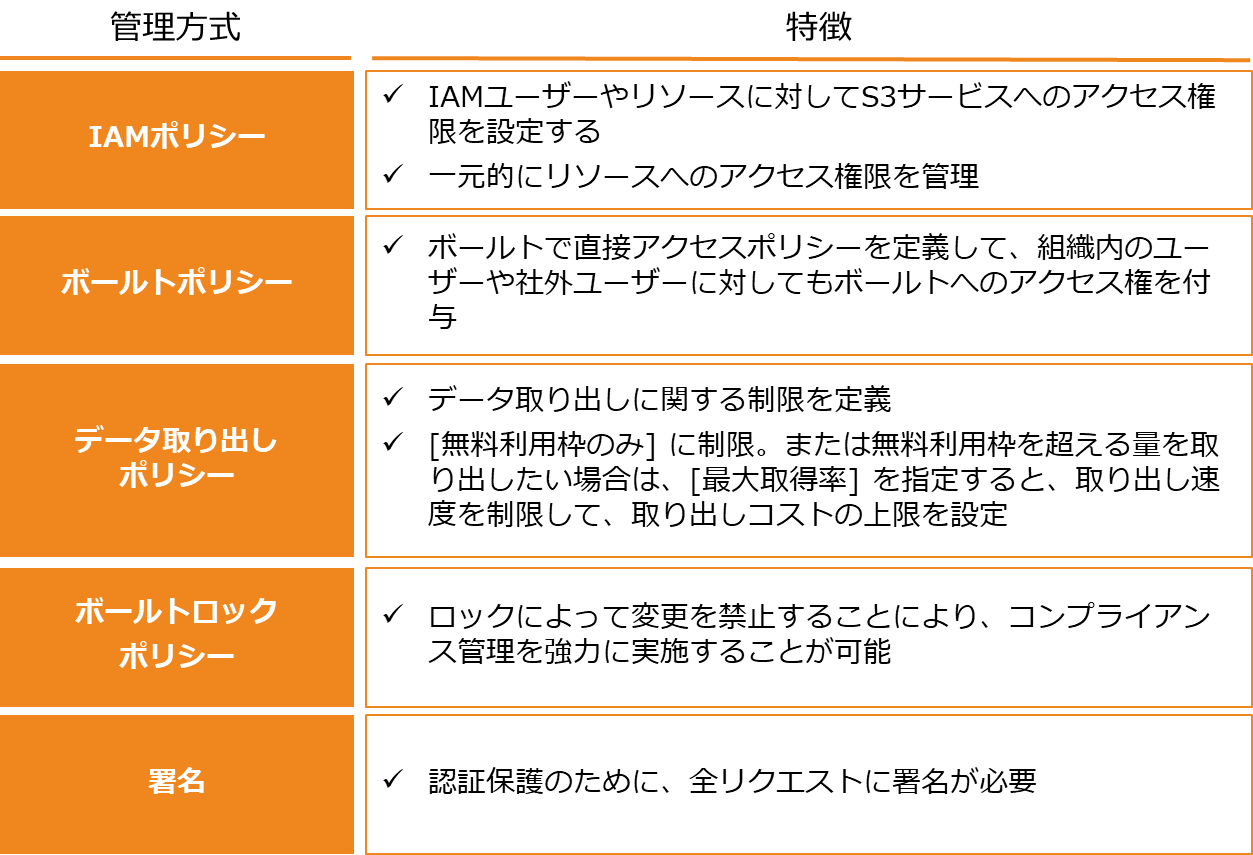 管理方式
特徴
IAMポリシー
✓ IAMユーザーやリソースに対してS3サービスへのアクセス権
限を設定する
✓ 一元的にリソースへのアクセス権限を管理
ボールトポリシー
✓ ボールトで直接アクセスポリシーを定義して、組織内のユー
ザーや社外ユーザーに対してもボールトへのアクセス権を付
与
データ取り出し
ポリシー
✓ データ取り出しに関する制限を定義
✓ [無料利用枠のみ] に制限。または無料利用枠を超える量を取
り出したい場合は、[最大取得率] を指定すると、取り出し速
度を制限して、取り出しコストの上限を設定
ボールトロック
ポリシー
✓ ロックによって変更を禁止することにより、コンプライアン
ス管理を強力に実施することが可能
署名
✓ 認証保護のために、全リクエストに署名が必要